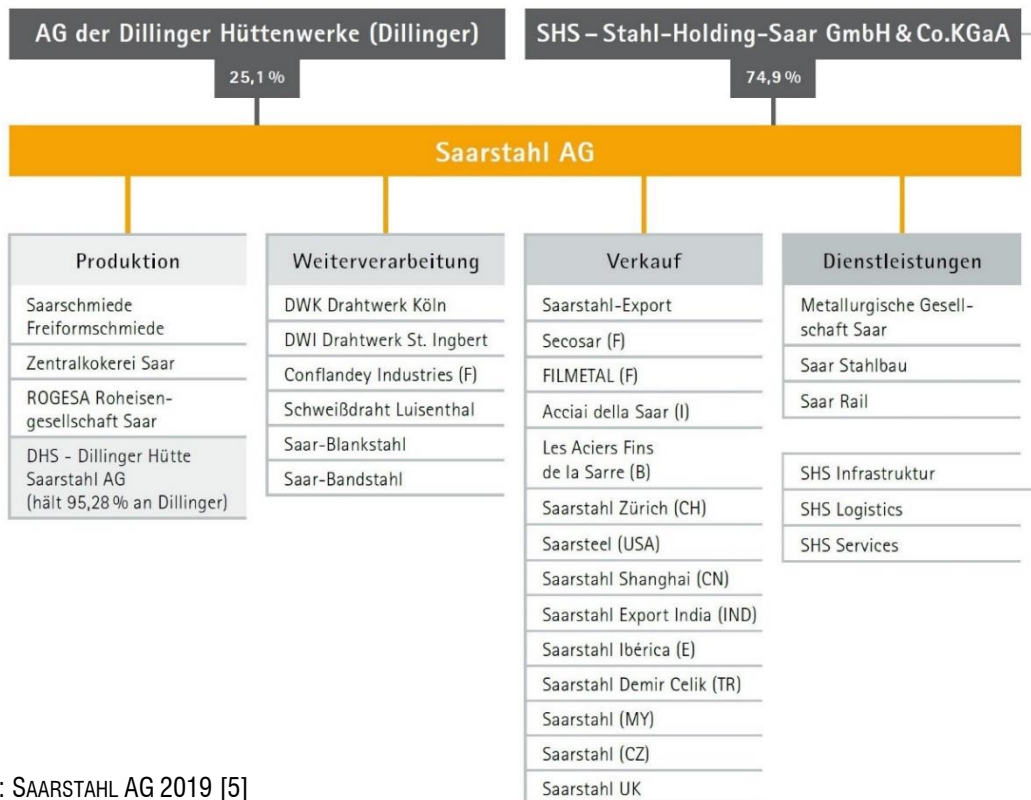 AG der Dillinger Hüttenwerke (Dillinger)
SHS – Stahl-Holding-Saar GmbH & Co.KGaA
25,1 %
74,9 %
Saarstahl AG
Produktion
Saarschmiede
Freiformschmiede
Zentralkokerei Saar
ROGESA Roheisen-
gesellschaft Saar
DHS - Dillinger Hütte
Saarstahl AG
(hält 95,28 % an Dillinger)
Weiterverarbeitung
DWK Drahtwerk Köln
DWI Drahtwerk St. Ingbert
Conflandey Industries (F)
Schweißdraht Luisenthal
Saar-Blankstahl
Saar-Bandstahl
Verkauf
Saarstahl-Export
Secosar (F)
FILMETAL (F)
Acciai della Saar (I)
Les Aciers Fins
de la Sarre (B)
Saarstahl Zürich (CH)
Saarsteel (USA)
Saarstahl Shanghai (CN)
Saarstahl Export India (IND)
Saarstahl Ibérica (E)
Saarstahl Demir Celik (TR)
Saarstahl (MY)
Saarstahl (CZ)
Saarstahl UK
Dienstleistungen
Metallurgische Gesell-
schaft Saar
Saar Stahlbau
Saar Rail
SHS Infrastruktur
SHS Logistics
SHS Services
: SAARSTAHL AG 2019 [5]